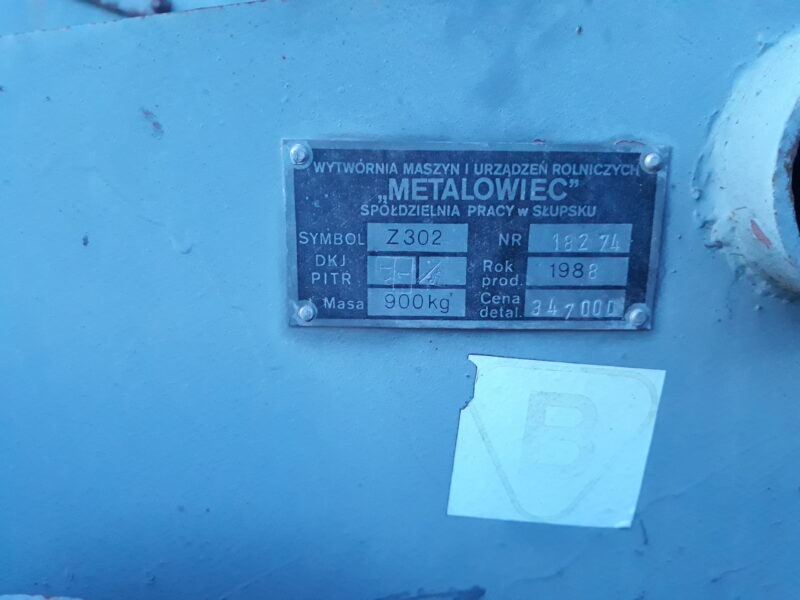 WYTWÓRNIA MASZYN I URZĄDZEŃ ROLNICZYCH
„METALOWIEC”
SPÓŁDZIELNIA PRACY w SŁUPSKU
SYMBOL Z302 NR 18274
DKJ
PITR
Rok prod. 1988
Masa 900kg
Cena detal. 347000
B